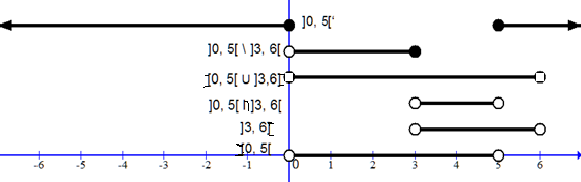 ]0, 5['
]0, 5[ \ ]3, 6[
]0, 5[ ∪ ]3,6[
]0, 5[ ∩ ]3, 6[
]3, 6[
]0, 5[
-6 -5 -4 -3 -2 -1 0 1 2 3 4 5 6